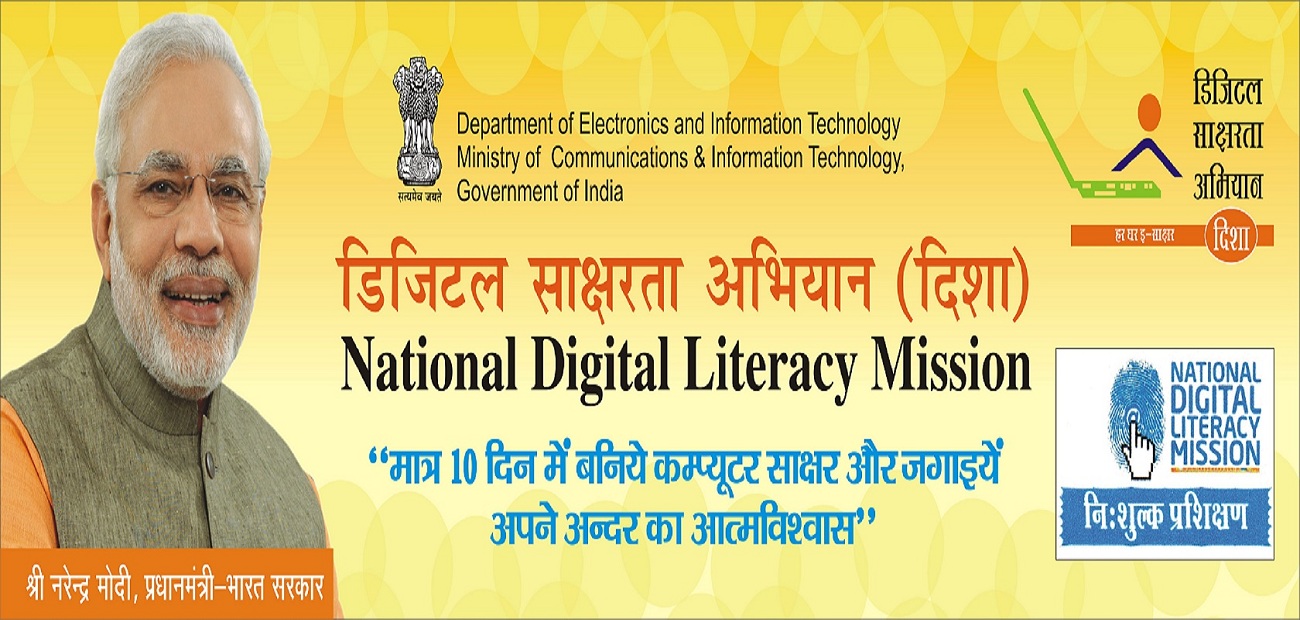 सत्यमेव जयते
Department of Electronics and Information Technology
Ministry of Communications & Information Technology,
Government of India
डिजिटल
साक्षरता
अभियान
हर घर इ-साक्षर
दिशा
डिजिटल साक्षरता अभियान (दिशा)
National Digital Literacy Mission
“मात्र 10 दिन में बनिये कम्प्यूटर साक्षर और जगाइयें
अपने अन्दर का आत्मविश्वास”
NATIONAL
DIGITAL
LITERACY
MISSION
नि:शुल्क प्रशिक्षण
श्री नरेन्द्र मोदी, प्रधानमंत्री-भारत सरकार